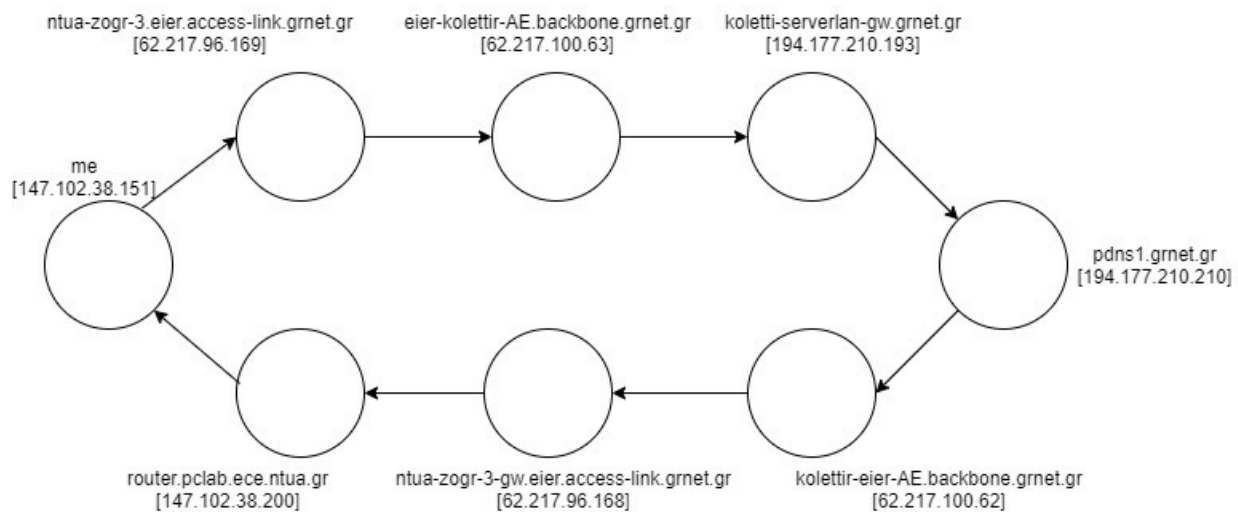 ntua-zogr-3.eier.access-link.grnet.gr
[62.217.96.169]
eier-kolettir-AE.backbone.grnet.gr
[62.217.100.63]
koletti-serverlan-gw.grnet.gr
[194.177.210.193]
me
[147.102.38.151]
pdns1.grnet.gr
[194.177.210.210]
router.pclab.ece.ntua.gr
[147.102.38.200]
ntua-zogr-3-gw.eier.access-link.grnet.gr
[62.217.96.168]
kolettir-eier-AE.backbone.grnet.gr
[62.217.100.62]